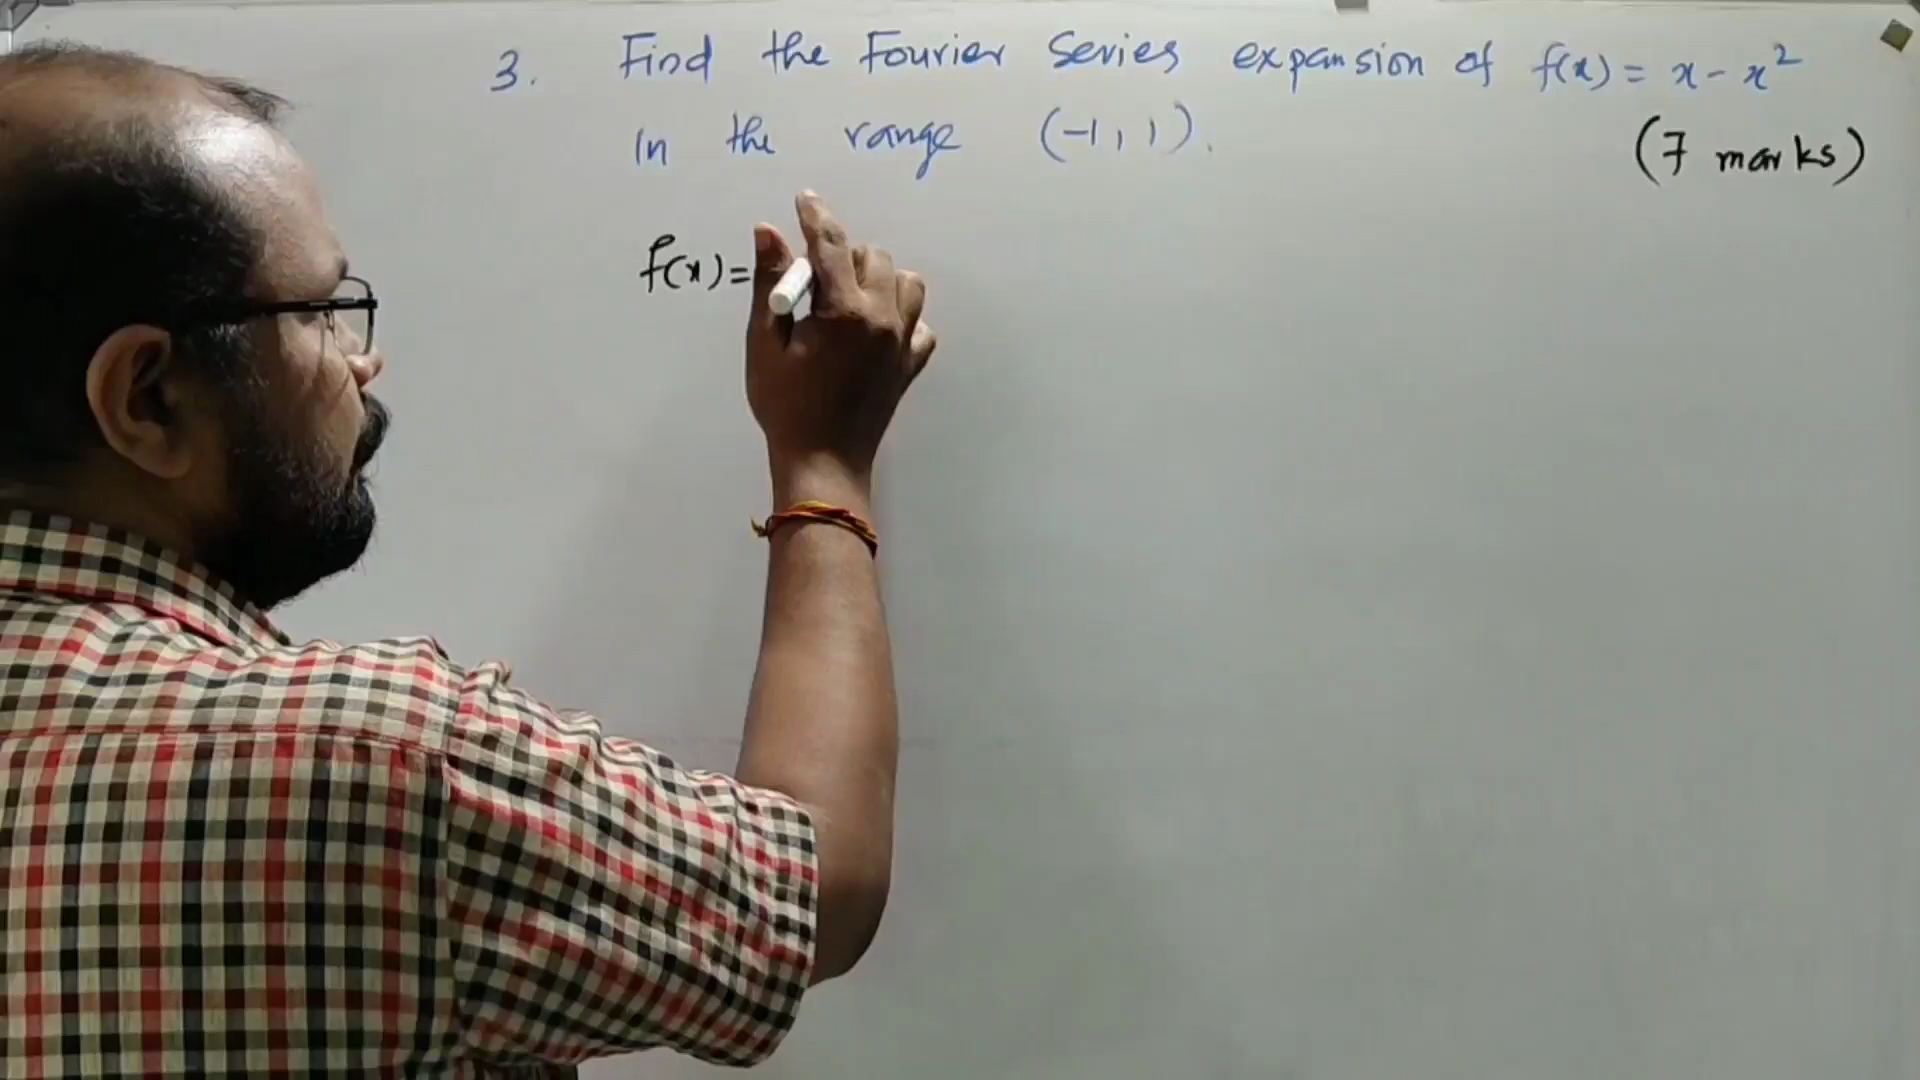 3. Find the Fourier Series expansion of f(x) = x - x²
in the range (-1, 1).
(7 marks)
f(x) =